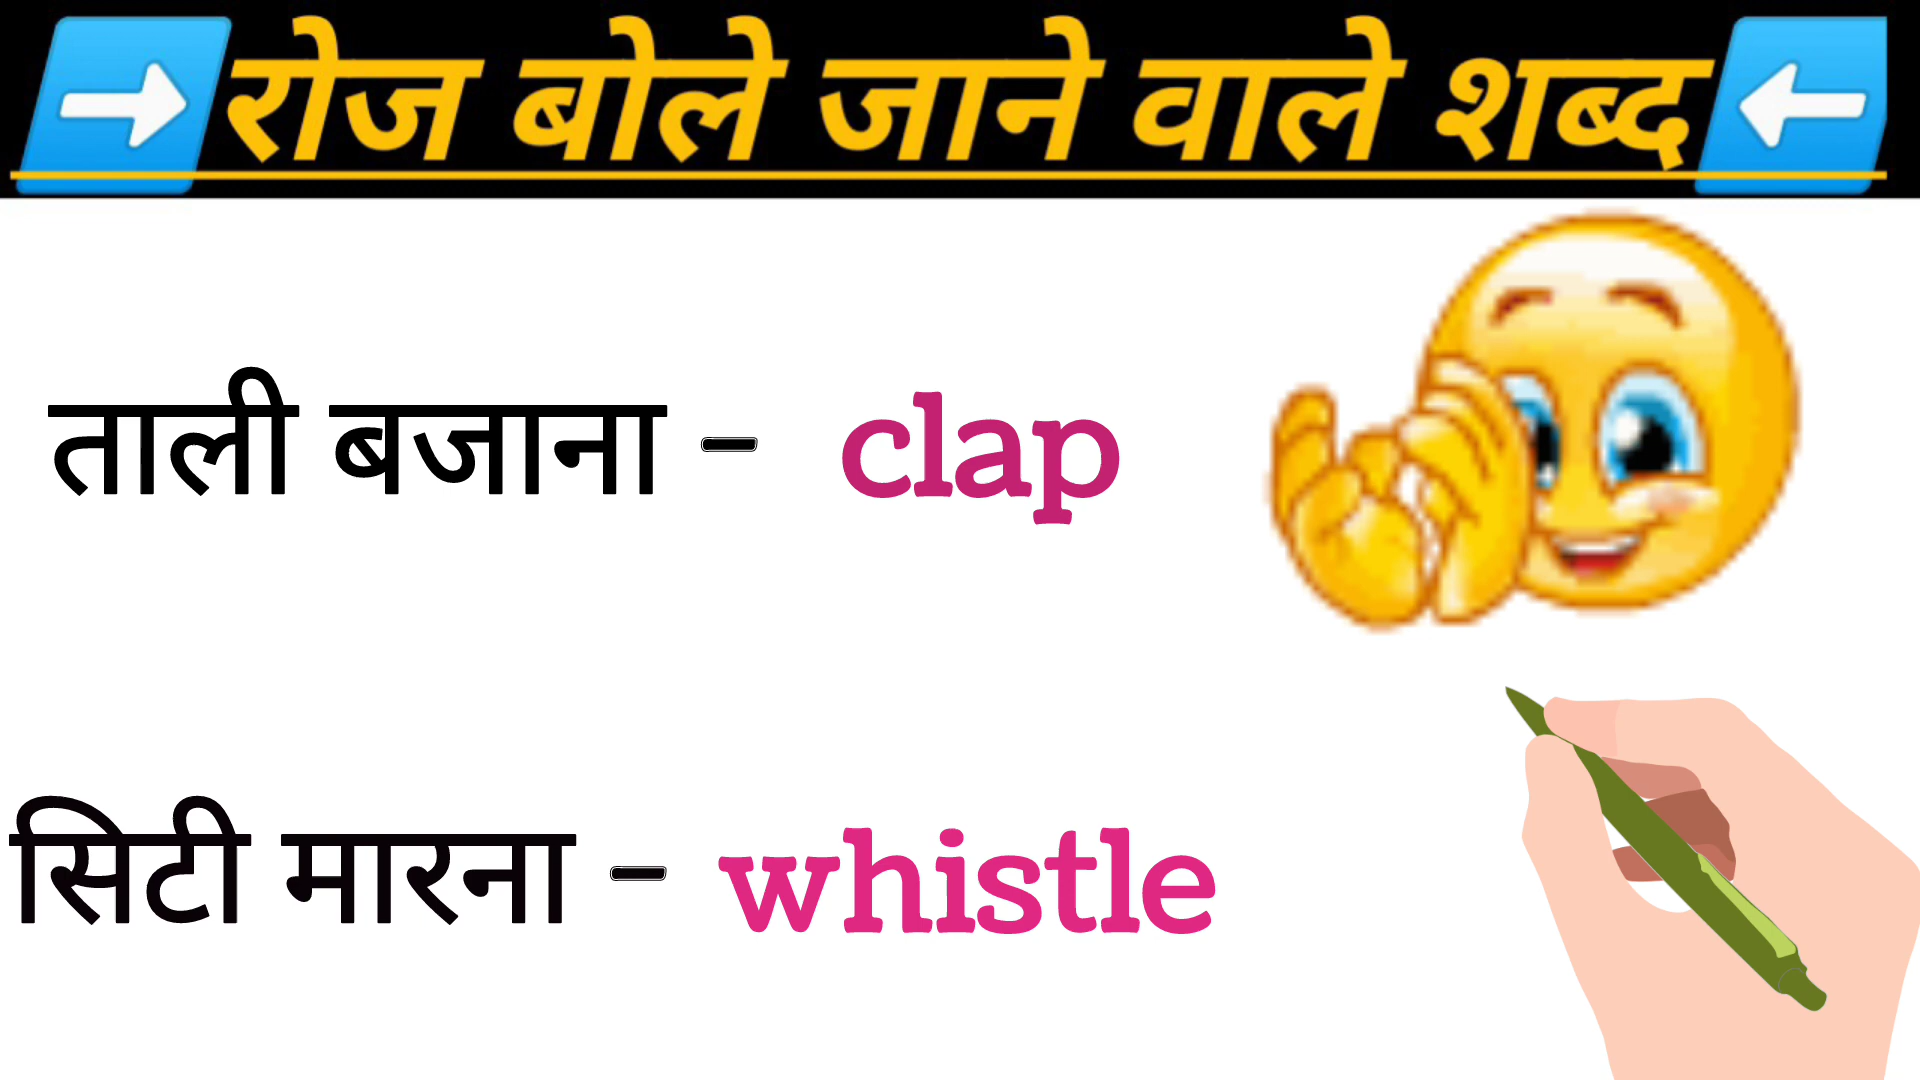 रोज बोले जाने वाले शब्द
ताली बजाना - clap
सिटी मारना - whistle